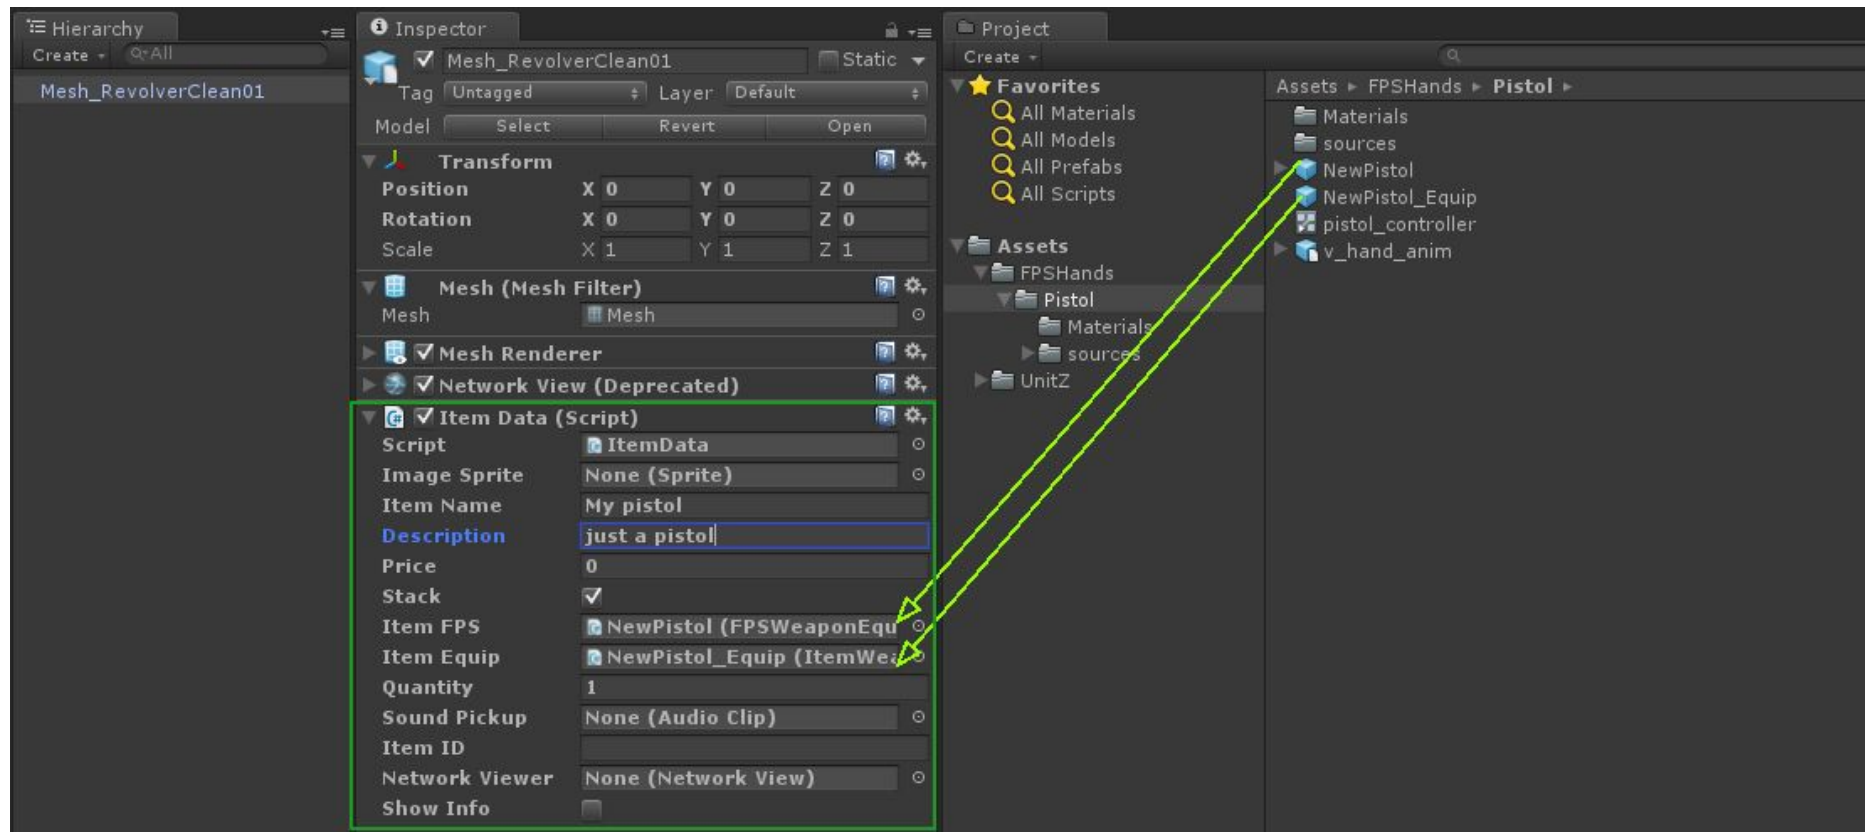 Hierarchy
Create
All
Mesh_RevolverClean01
Inspector
Mesh_RevolverClean01
Static
Tag Untagged Layer Default
Model Select Revert Open
Transform
Position X 0 Y 0 Z 0
Rotation X 0 Y 0 Z 0
Scale X 1 Y 1 Z 1
Mesh (Mesh Filter)
Mesh Mesh
Mesh Renderer
Network View (Deprecated)
Item Data (Script)
Script ItemData
Image Sprite None (Sprite)
Item Name My pistol
Description just a pistol
Price 0
Stack
Item FPS NewPistol (FPSWeaponEqu
Item Equip NewPistol_Equip (ItemWea
Quantity 1
Sound Pickup None (Audio Clip)
Item ID
Network Viewer None (Network View)
Show Info
Project
Create
Favorites
All Materials
All Models
All Prefabs
All Scripts
Assets
FPSHands
Pistol
Materials
sources
UnitZ
Assets ▸ FPSHands ▸ Pistol ▸
Materials
sources
NewPistol
NewPistol_Equip
pistol_controller
v_hand_anim